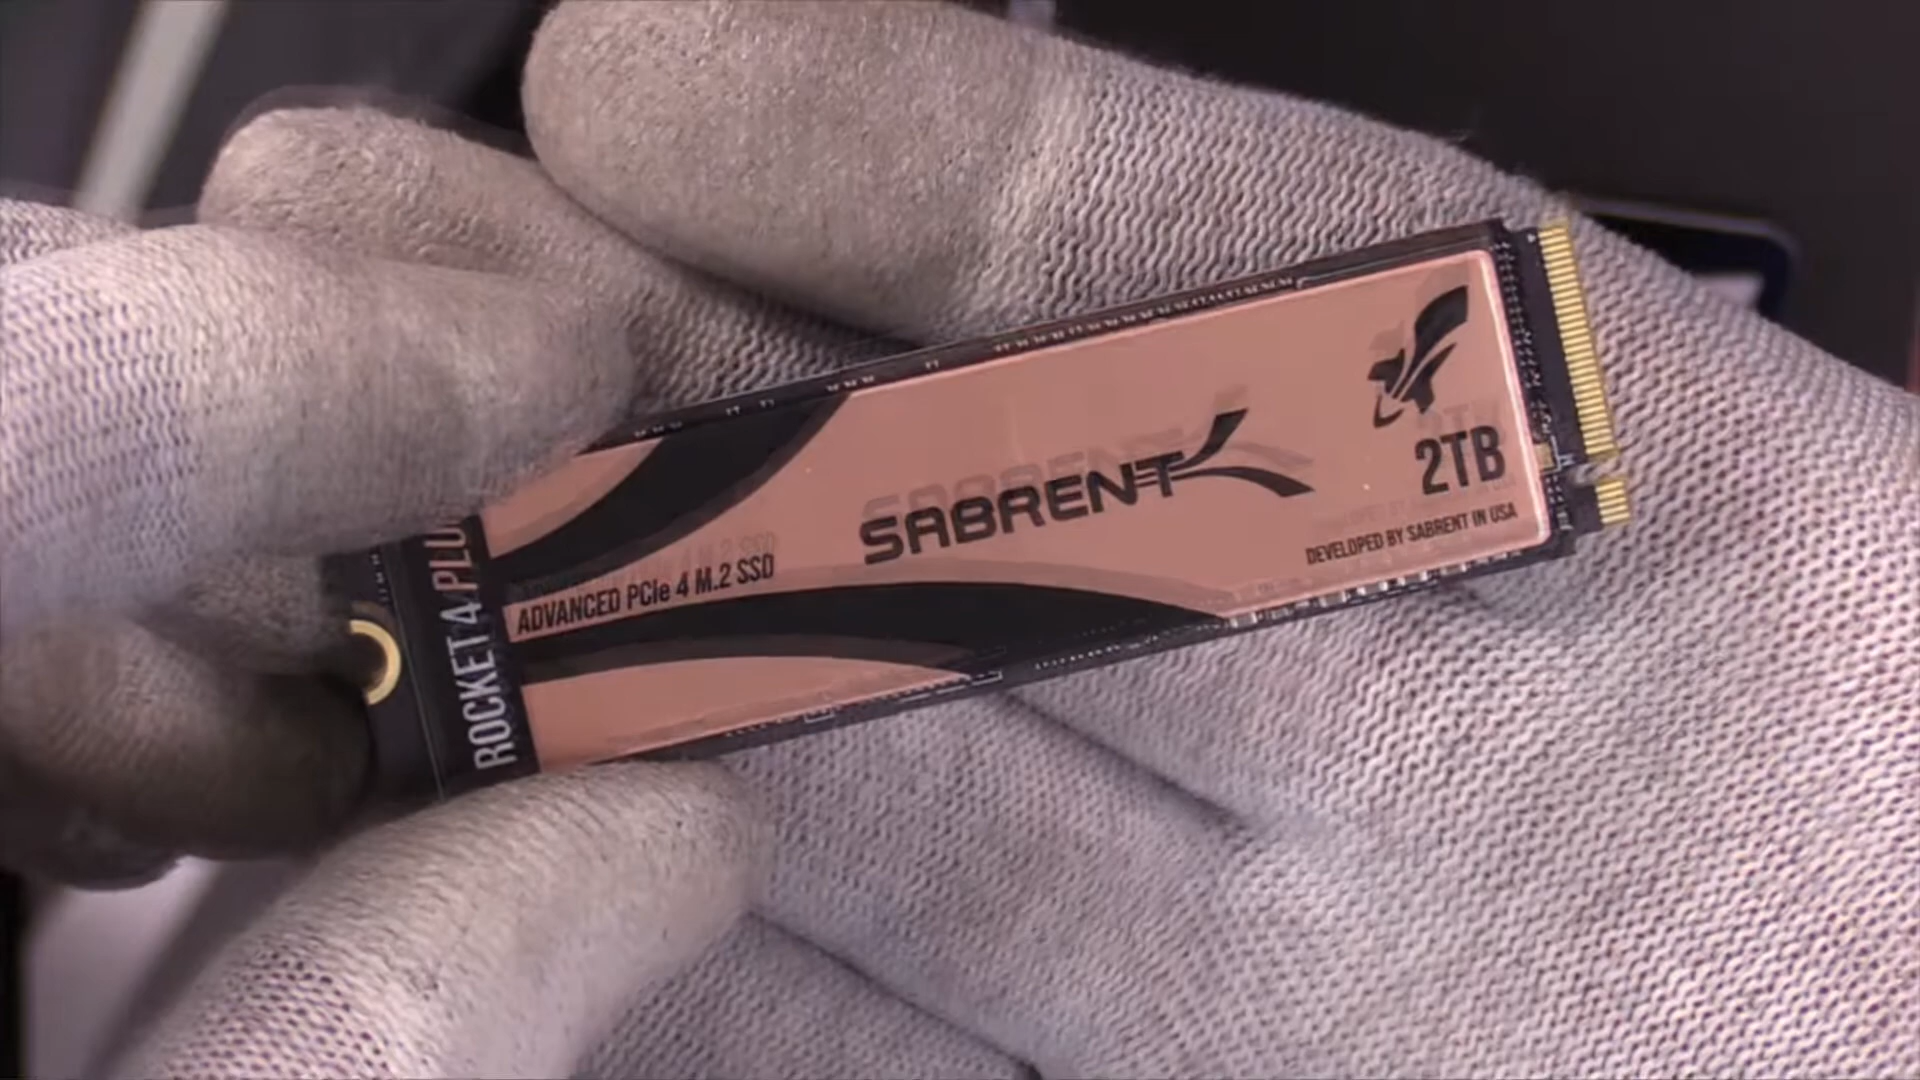 SABRENT
2TB
DEVELOPED BY SABRENT IN USA
ADVANCED PCIe 4 M.2 SSD
ROCKET 4 PLU